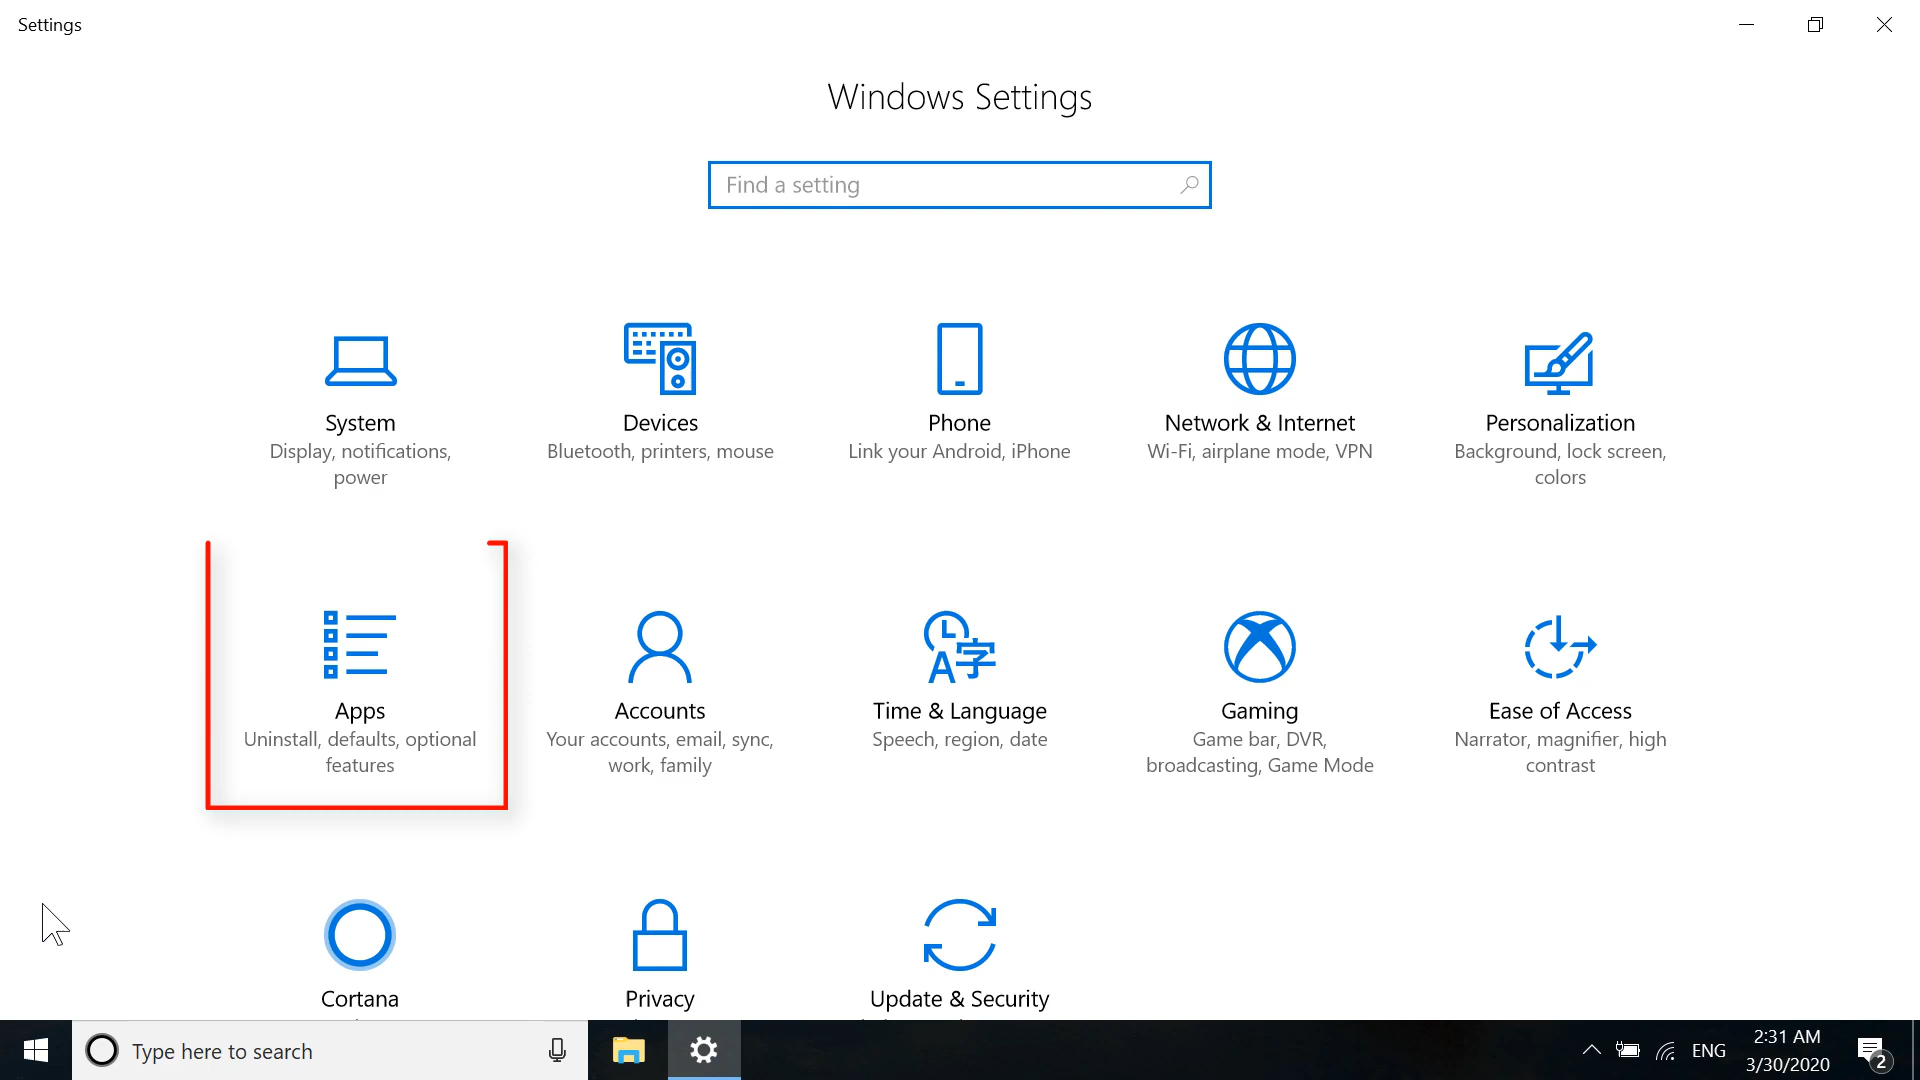 Settings
Windows Settings
Find a setting
System
Display, notifications,
power
Devices
Bluetooth, printers, mouse
Phone
Link your Android, iPhone
Network & Internet
Wi-Fi, airplane mode, VPN
Personalization
Background, lock screen,
colors
Apps
Uninstall, defaults, optional
features
Accounts
Your accounts, email, sync,
work, family
Time & Language
Speech, region, date
Gaming
Game bar, DVR,
broadcasting, Game Mode
Ease of Access
Narrator, magnifier, high
contrast
Cortana
Privacy
Update & Security
Type here to search
ENG
2:31 AM
3/30/2020
2